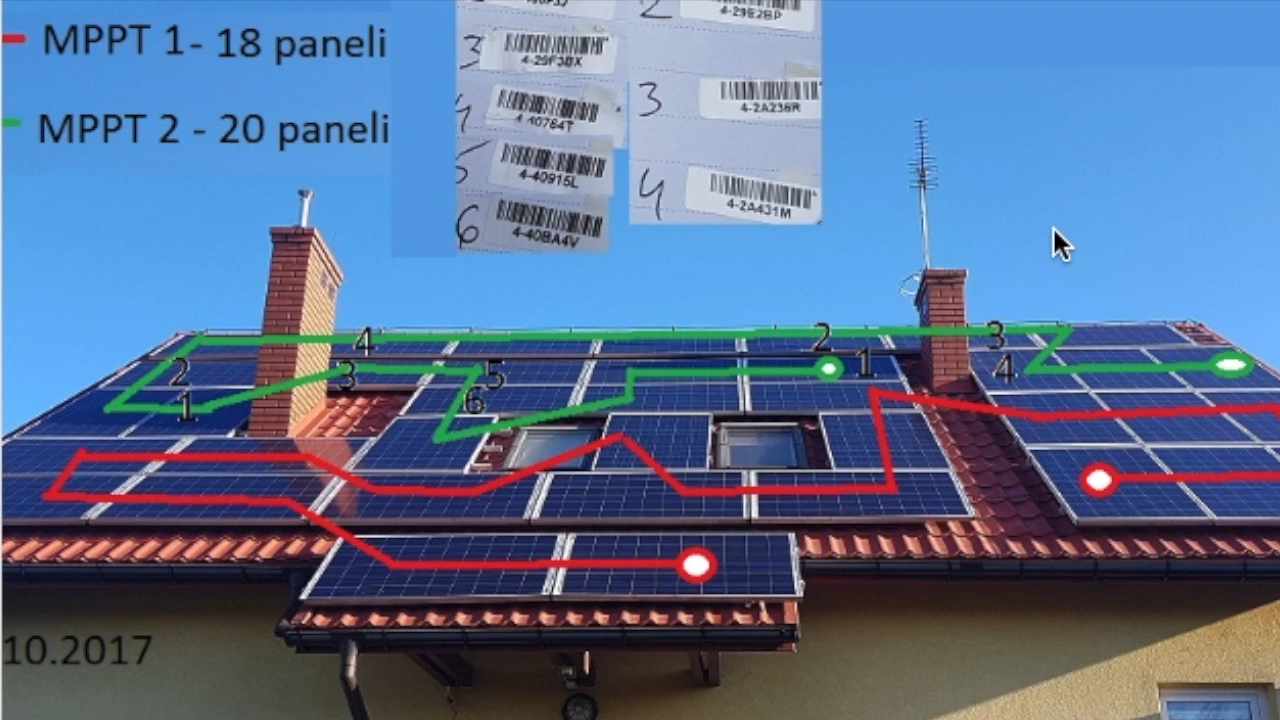 MPPT 1 - 18 paneli
MPPT 2 - 20 paneli
3
4-29F3BX
4
4-40764T
5
4-40915L
6
4-40BA4V
2
4-29E2BP
3
4-2A236R
4
4-2A431M
4
2
3
2
3
5
1
4
1
6
10.2017